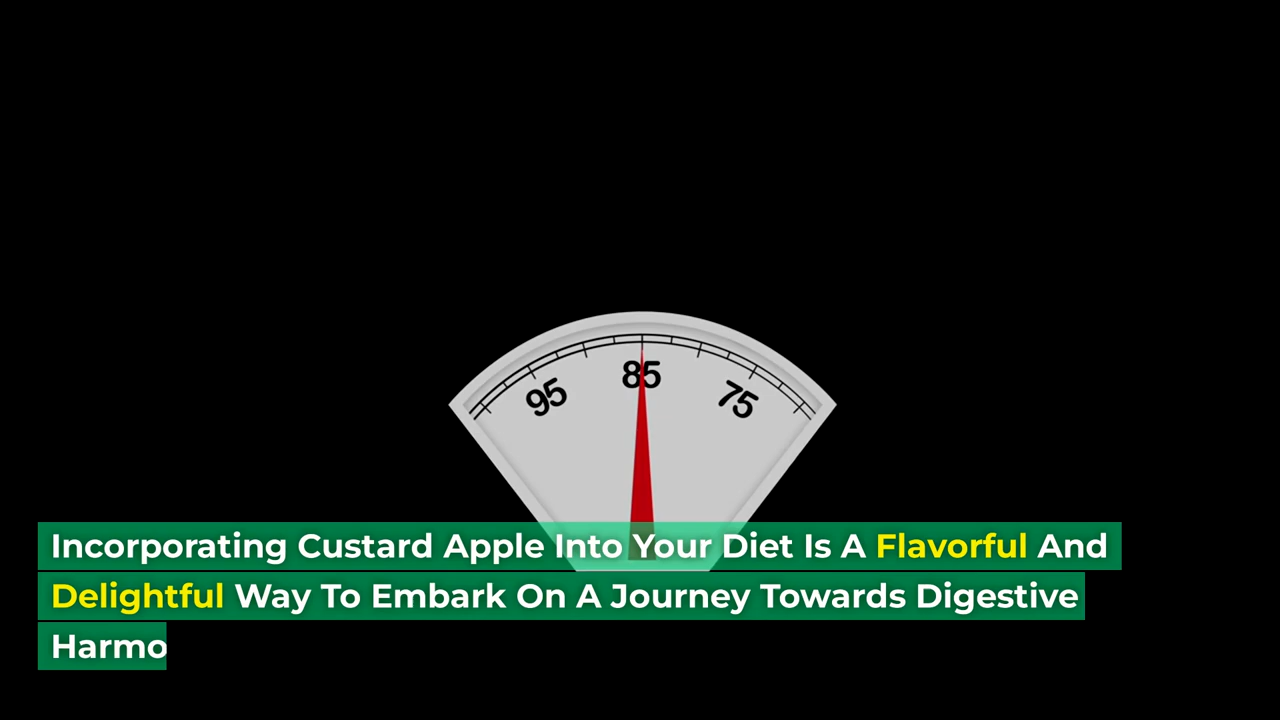 95
85
75
Incorporating Custard Apple Into Your Diet Is A Flavorful And
Delightful Way To Embark On A Journey Towards Digestive
Harmo